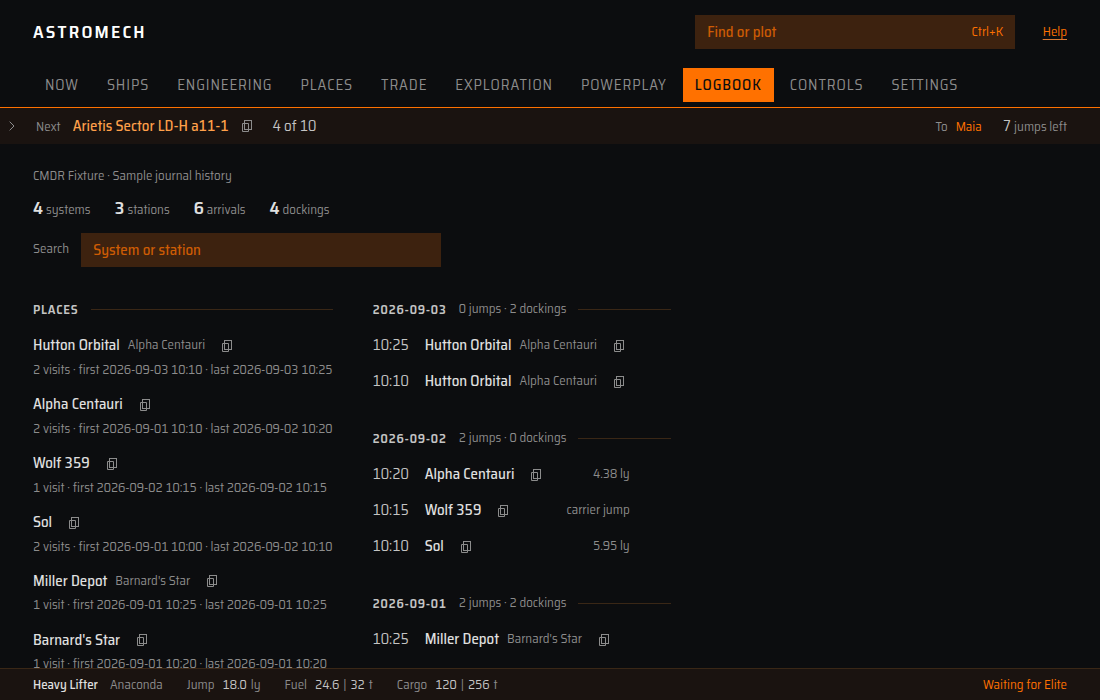 ASTROMECH
Find or plot Ctrl+K Help
NOW SHIPS ENGINEERING PLACES TRADE EXPLORATION POWERPLAY LOGBOOK CONTROLS SETTINGS
Next Arietis Sector LD-H a11-1 4 of 10 To Maia 7 jumps left
CMDR Fixture · Sample journal history
4 systems 3 stations 6 arrivals 4 dockings
Search System or station
PLACES
Hutton Orbital Alpha Centauri
2 visits · first 2026-09-03 10:10 · last 2026-09-03 10:25
Alpha Centauri
2 visits · first 2026-09-01 10:10 · last 2026-09-02 10:20
Wolf 359
1 visit · first 2026-09-02 10:15 · last 2026-09-02 10:15
Sol
2 visits · first 2026-09-01 10:00 · last 2026-09-02 10:10
Miller Depot Barnard's Star
1 visit · first 2026-09-01 10:25 · last 2026-09-01 10:25
Barnard's Star
1 visit · first 2026-09-01 10:20 · last 2026-09-01 10:20
2026-09-03 0 jumps · 2 dockings
10:25 Hutton Orbital Alpha Centauri
10:10 Hutton Orbital Alpha Centauri
2026-09-02 2 jumps · 0 dockings
10:20 Alpha Centauri 4.38 ly
10:15 Wolf 359 carrier jump
10:10 Sol 5.95 ly
2026-09-01 2 jumps · 2 dockings
10:25 Miller Depot Barnard's Star
Heavy Lifter Anaconda Jump 18.0 ly Fuel 24.6 | 32 t Cargo 120 | 256 t Waiting for Elite